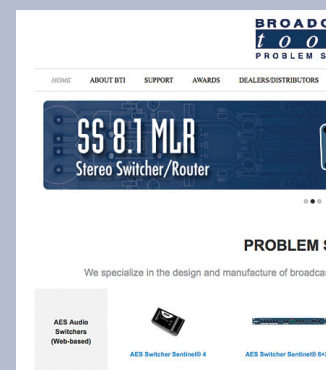 BROADC
too
PROBLEM S
HOME ABOUT BTI SUPPORT AWARDS DEALERS/DISTRIBUTORS
SS 8.1 MLR
Stereo Switcher/Router
PROBLEM S
We specialize in the design and manufacture of broadcas
AES Audio
Switchers
(Web-based)
AES Switcher Sentinel® 4 AES Switcher Sentinel® 6+